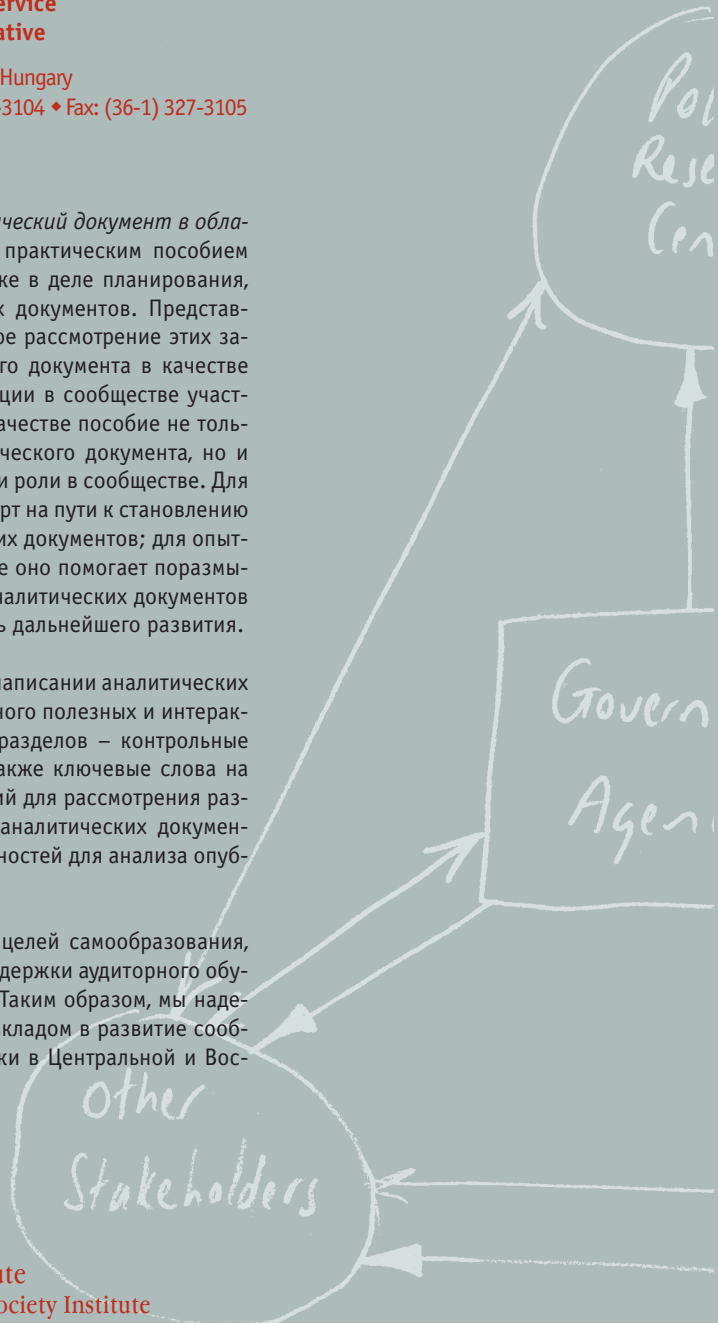 ervice
ative
Hungary
-3104 ◆ Fax: (36-1) 327-3105
ческий документ в обла-
практическим пособием
ке в деле планирования,
х документов. Представ-
ое рассмотрение этих за-
го документа в качестве
ции в сообществе участ-
ачестве пособие не толь-
ческого документа, но и
и роли в сообществе. Для
рт на пути к становлению
их документов; для опыт-
е оно помогает поразмы-
налитических документов
ь дальнейшего развития.
написании аналитических
ного полезных и интерак-
разделов – контрольные
акже ключевые слова на
ий для рассмотрения раз-
аналитических докумен-
ностей для анализа опуб-
целей самообразования,
держки аудиторного обу-
Таким образом, мы наде-
вкладом в развитие сооб-
ки в Центральной и Вос-
ute
ociety Institute
Pol
Rese
Cen
Govern
Agen
Other
Stakeholders